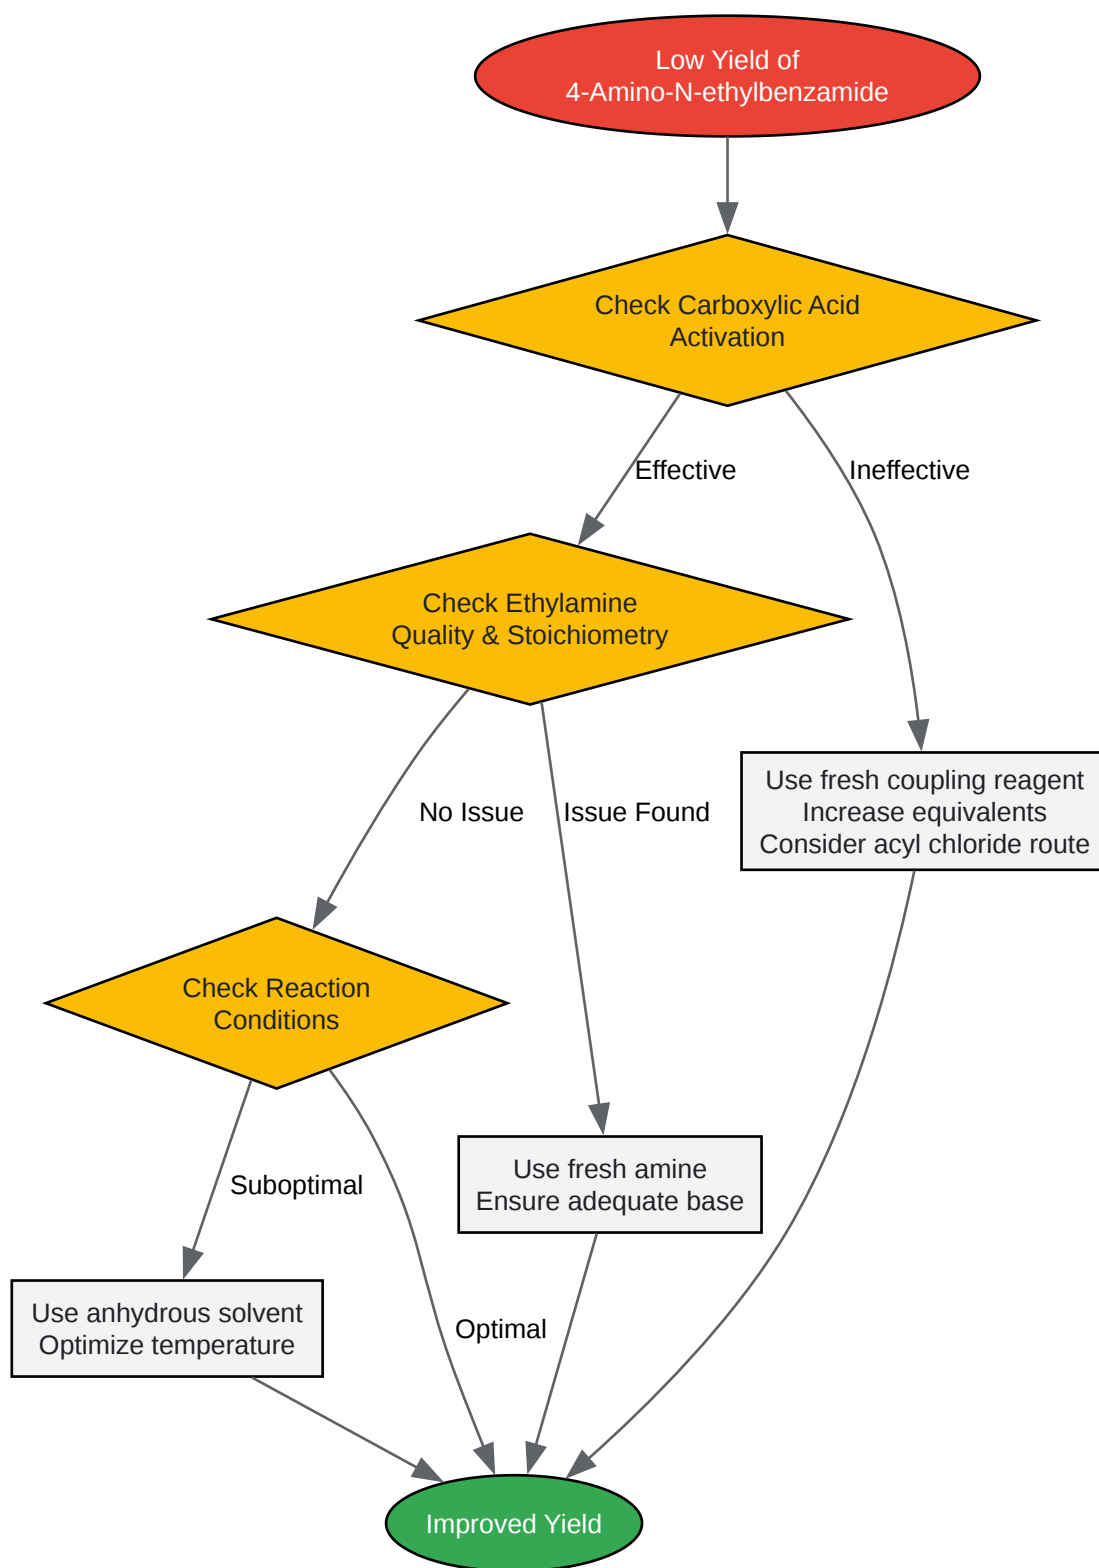 Low Yield of
4-Amino-N-ethylbenzamide
Check Carboxylic Acid
Activation
Effective
Ineffective
Check Ethylamine
Quality & Stoichiometry
No Issue
Issue Found
Use fresh coupling reagent
Increase equivalents
Consider acyl chloride route
Check Reaction
Conditions
Suboptimal
Use fresh amine
Ensure adequate base
Use anhydrous solvent
Optimize temperature
Optimal
Improved Yield